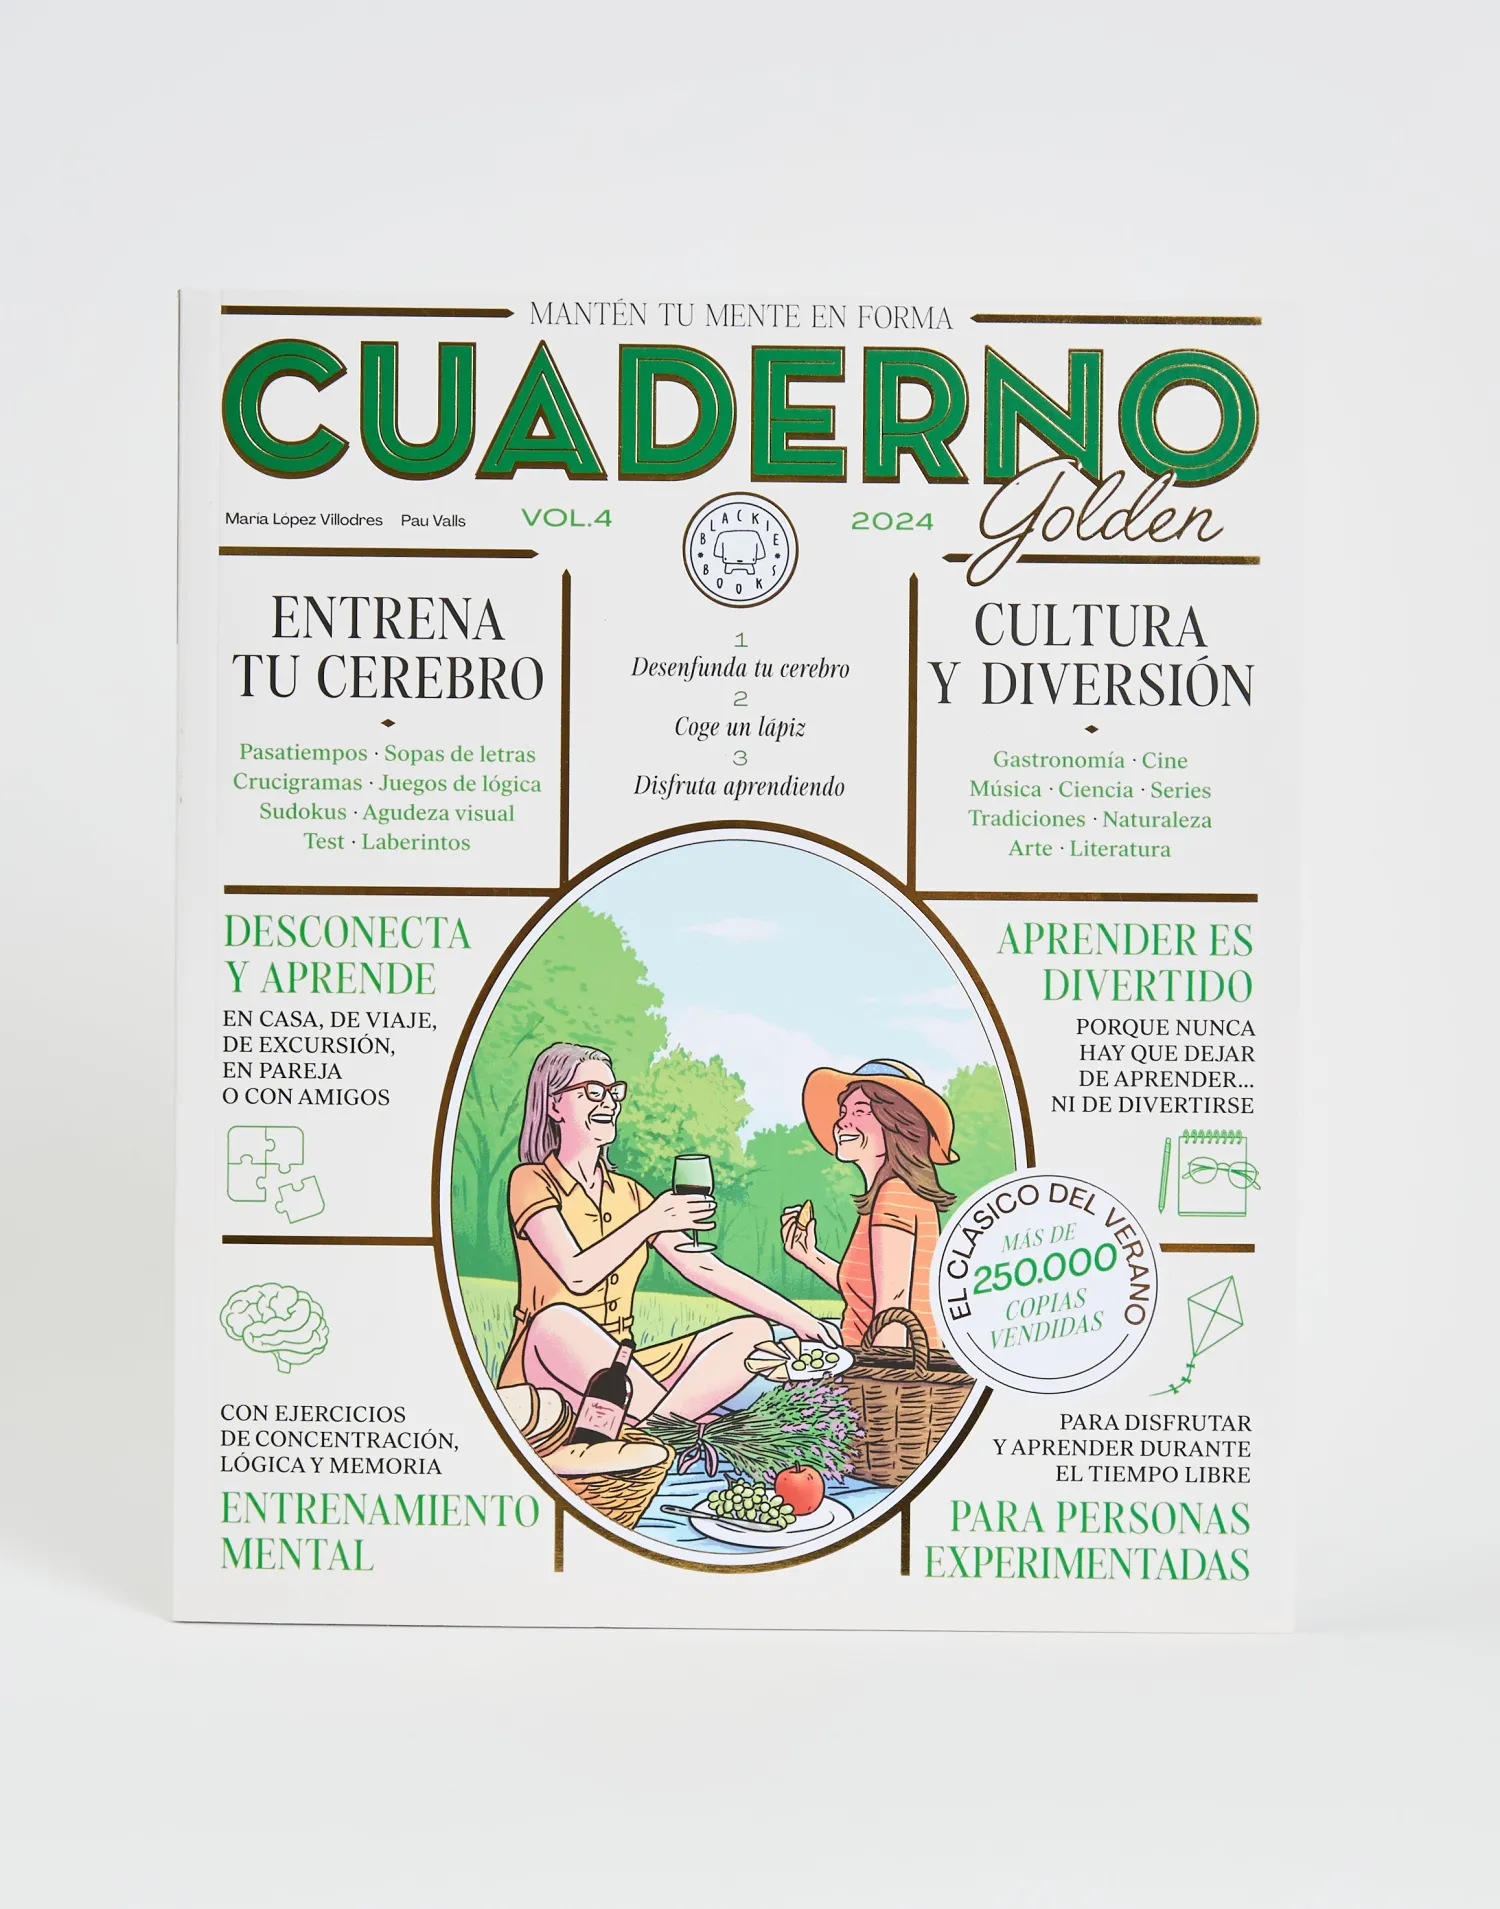 MANTÉN TU MENTE EN FORMA
CUADERNO
Golden
María López Villodres Pau Valls
VOL.4
BLACKIE BOOKS
2024
ENTRENA
TU CEREBRO
Pasatiempos · Sopas de letras
Crucigramas · Juegos de lógica
Sudokus · Agudeza visual
Test · Laberintos
1
Desenfunda tu cerebro
2
Coge un lápiz
3
Disfruta aprendiendo
CULTURA
Y DIVERSIÓN
Gastronomía · Cine
Música · Ciencia · Series
Tradiciones · Naturaleza
Arte · Literatura
DESCONECTA
Y APRENDE
EN CASA, DE VIAJE,
DE EXCURSIÓN,
EN PAREJA
O CON AMIGOS
APRENDER ES
DIVERTIDO
PORQUE NUNCA
HAY QUE DEJAR
DE APRENDER...
NI DE DIVERTIRSE
EL CLÁSICO DEL VERANO
MÁS DE
250.000
COPIAS
VENDIDAS
CON EJERCICIOS
DE CONCENTRACIÓN,
LÓGICA Y MEMORIA
ENTRENAMIENTO
MENTAL
PARA DISFRUTAR
Y APRENDER DURANTE
EL TIEMPO LIBRE
PARA PERSONAS
EXPERIMENTADAS